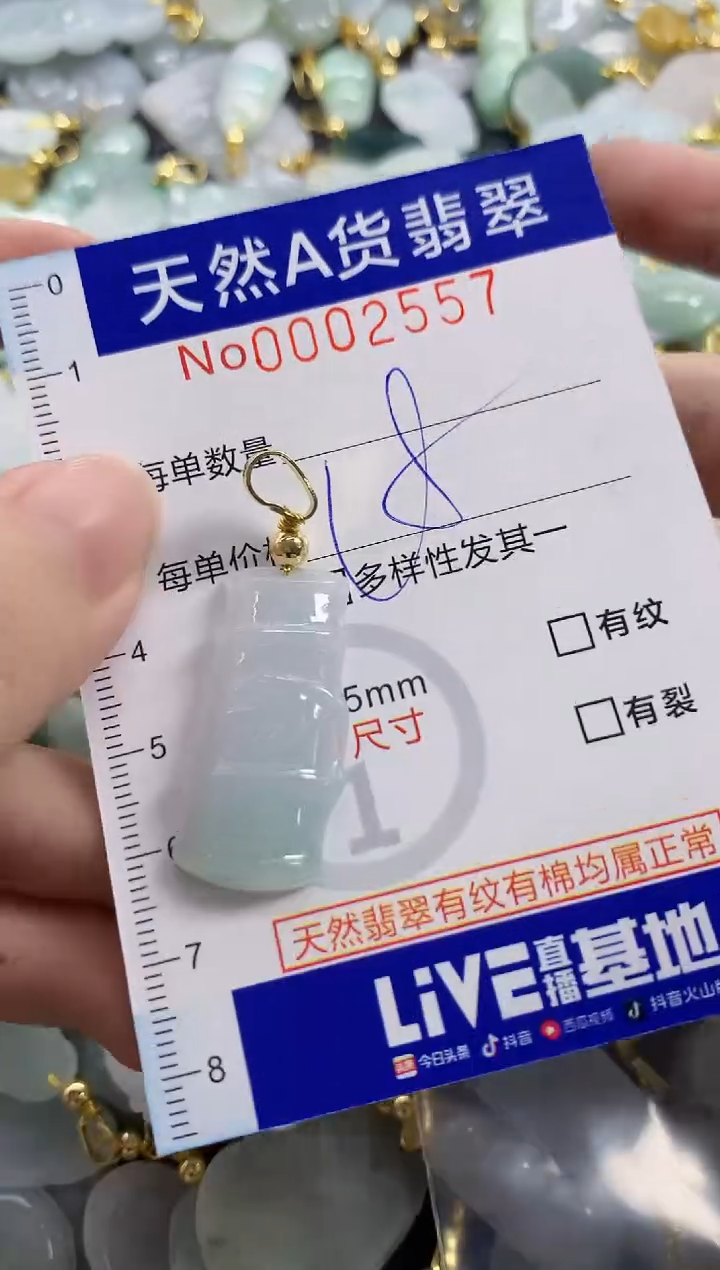 天然A货翡翠
No0002557
每单数量
18
每单价格
多样性发其一
有纹
5mm
有裂
尺寸
1
天然翡翠有纹有棉均属正常
LiVE直播基地
今日头条 抖音 西瓜视频 抖音火山
0
1
4
5
6
7
8